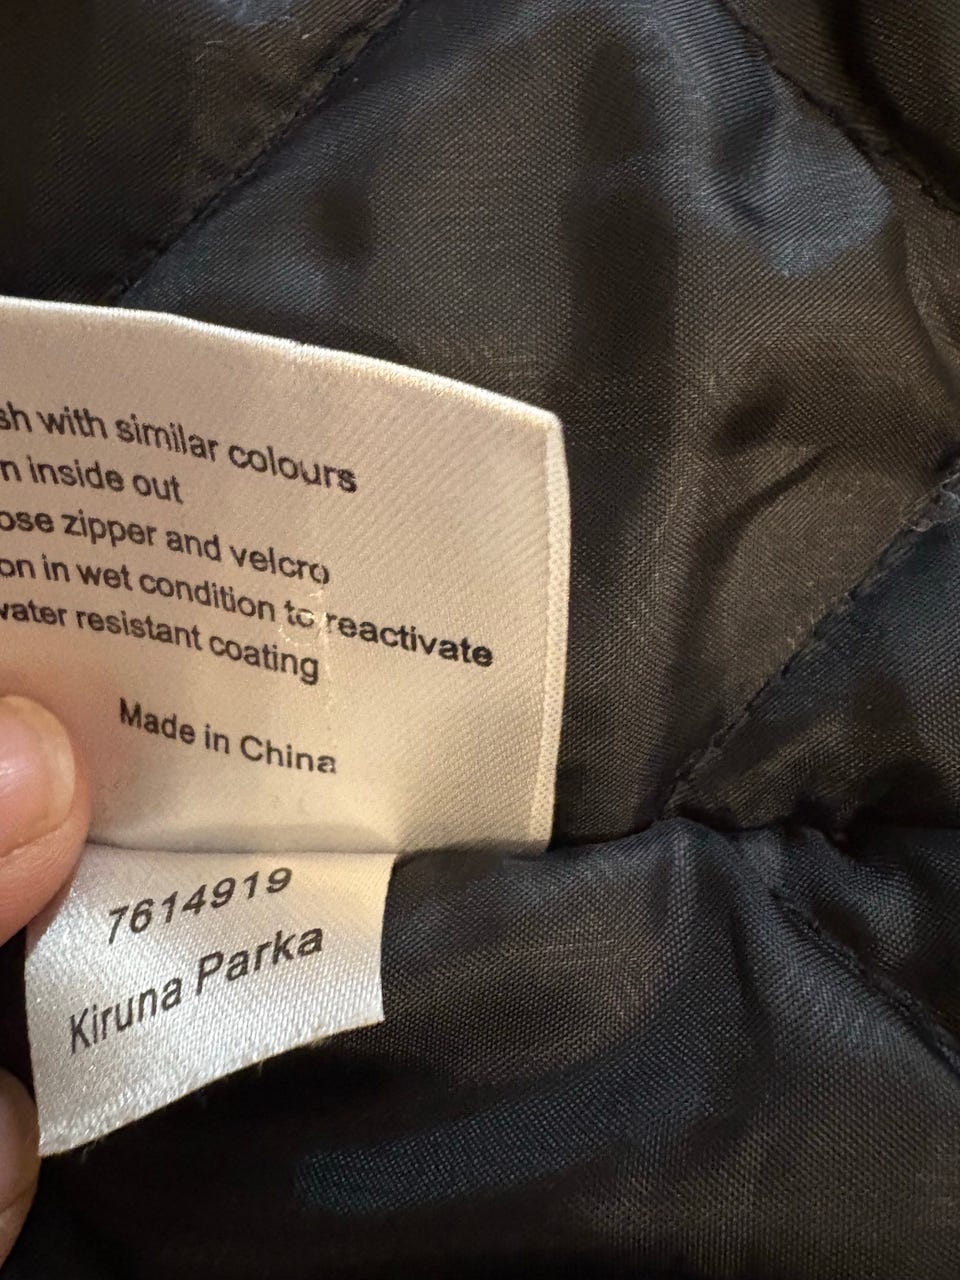 sh with similar colours
n inside out
ose zipper and velcro
on in wet condition to reactivate
water resistant coating
Made in China
7614919
Kiruna Parka